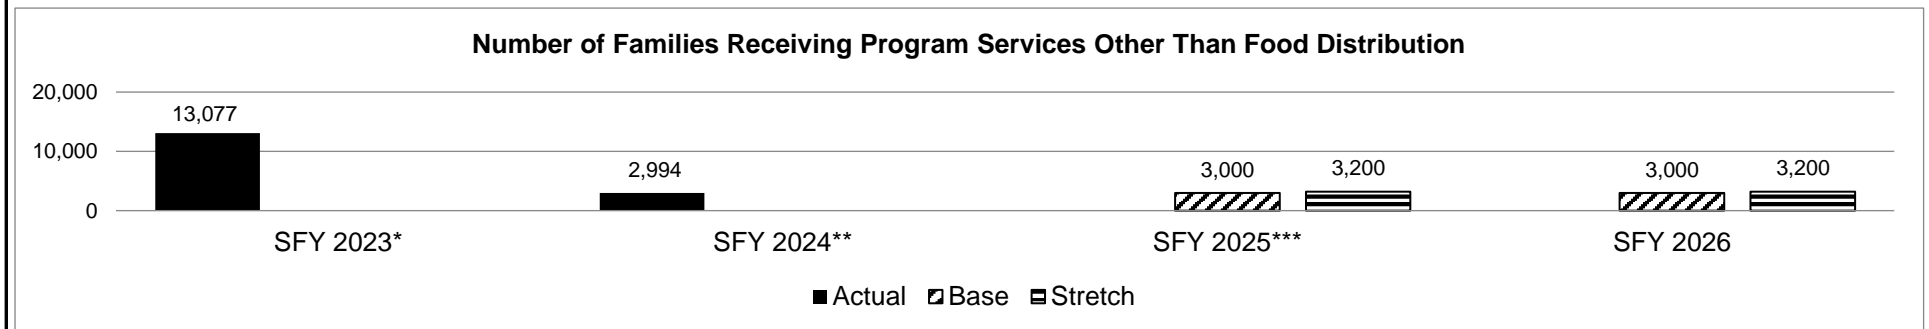 Number of Families Receiving Program Services Other Than Food Distribution
20,000
13,077
10,000
2,994
3,000
3,200
3,000
3,200
0
SFY 2023*
SFY 2024**
SFY 2025***
SFY 2026
Actual
Base
Stretch